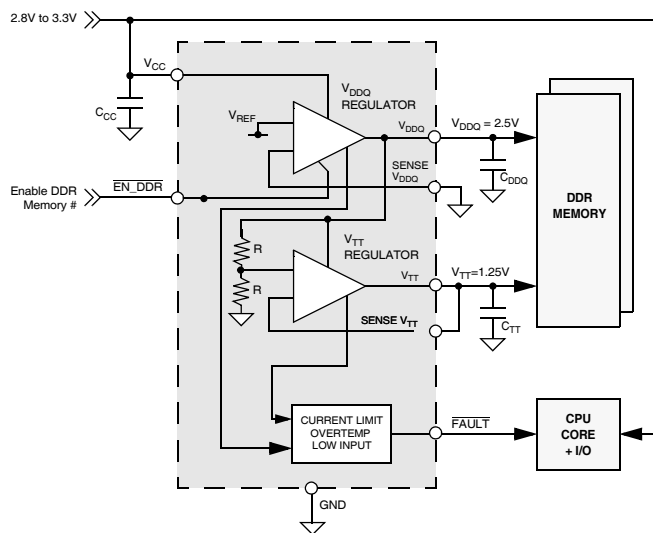 2.8V to 3.3V
VCC
CCC
VREF
VDDQ
REGULATOR
VDDQ
VDDQ = 2.5V
SENSE
VDDQ
CDDQ
DDR
MEMORY
Enable DDR
Memory #
EN_DDR
R
R
VTT
REGULATOR
VTT
VTT=1.25V
SENSE VTT
CTT
CURRENT LIMIT
OVERTEMP
LOW INPUT
FAULT
CPU
CORE
+ I/O
GND